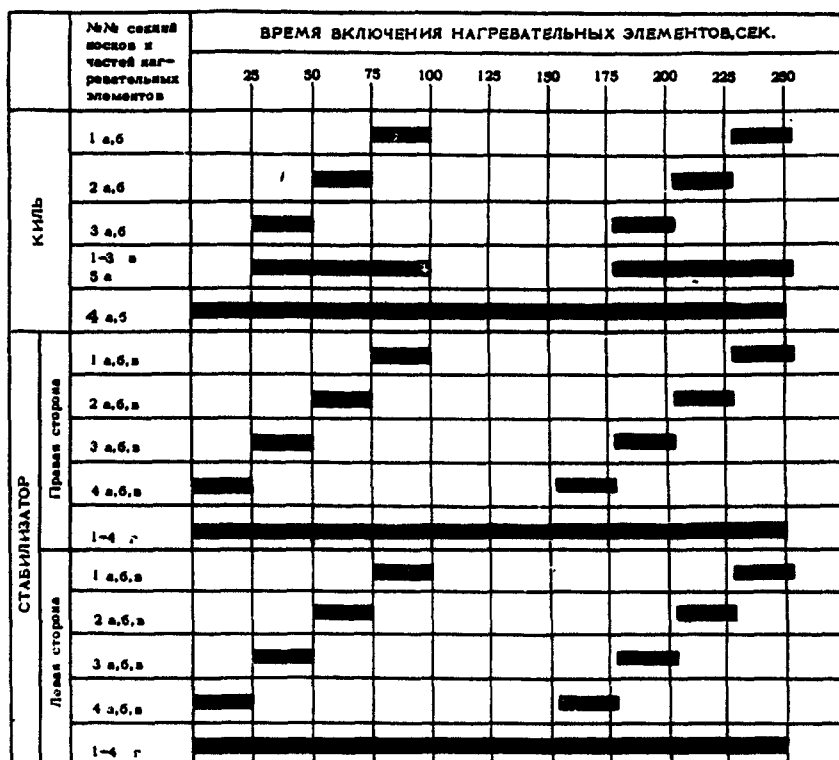 №№ секций
носков и
частей наг-
ревательных
элементов
ВРЕМЯ ВКЛЮЧЕНИЯ НАГРЕВАТЕЛЬНЫХ ЭЛЕМЕНТОВ,СЕК.
25 50 75 100 125 150 175 200 225 250
КИЛЬ
1 а,б
2 а,б
3 а,б
1-3 в
5 а
4 а,б
СТАБИЛИЗАТОР
Правая сторона
1 а,б,в
2 а,б,в
3 а,б,в
4 а,б,в
1-4 г
Левая сторона
1 а,б,в
2 а,б,в
3 а,б,в
4 а,б,в
1-4 г